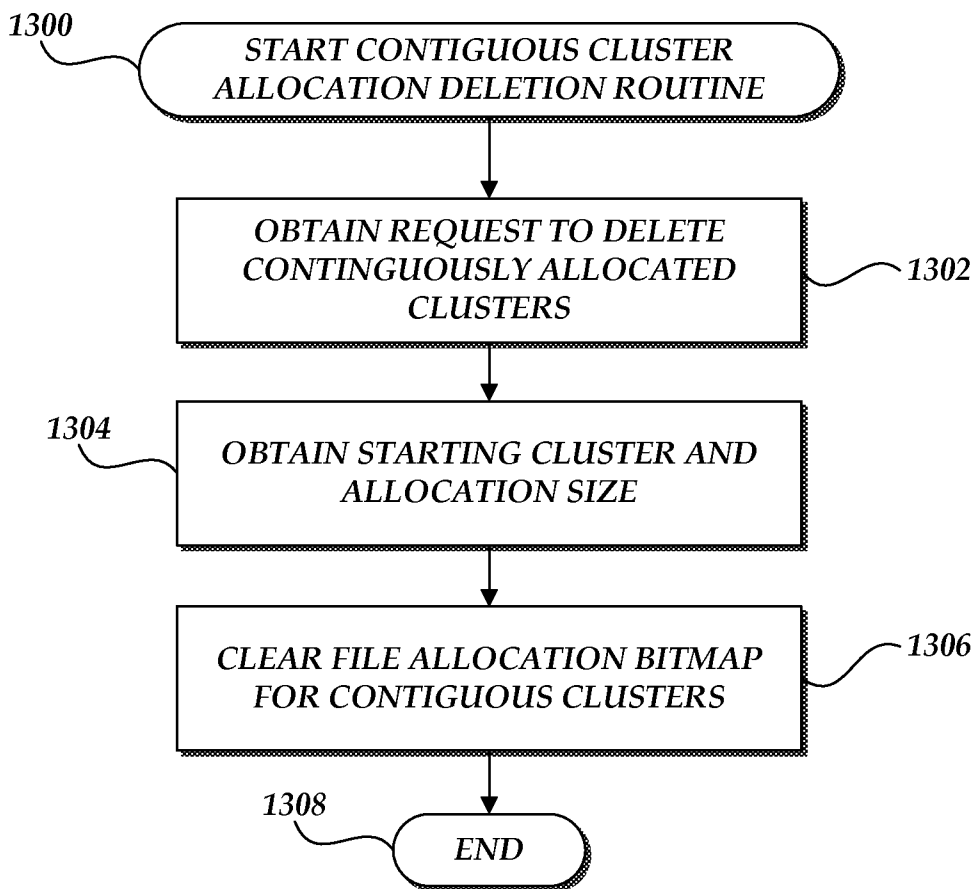 1300
START CONTIGUOUS CLUSTER
ALLOCATION DELETION ROUTINE
OBTAIN REQUEST TO DELETE
CONTINGUOUSLY ALLOCATED
CLUSTERS
1302
1304
OBTAIN STARTING CLUSTER AND
ALLOCATION SIZE
CLEAR FILE ALLOCATION BITMAP
FOR CONTIGUOUS CLUSTERS
1306
1308
END